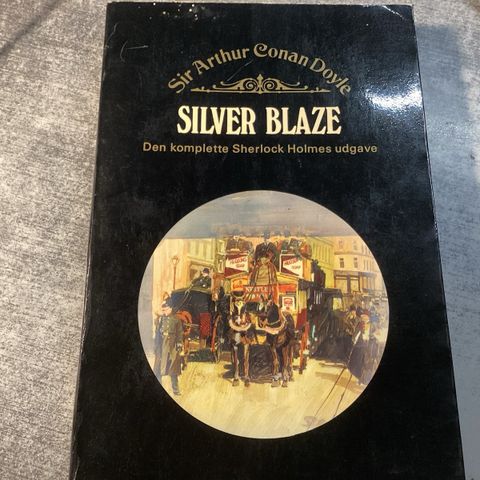 Sir Arthur Conan Doyle
SILVER BLAZE
Den komplette Sherlock Holmes udgave